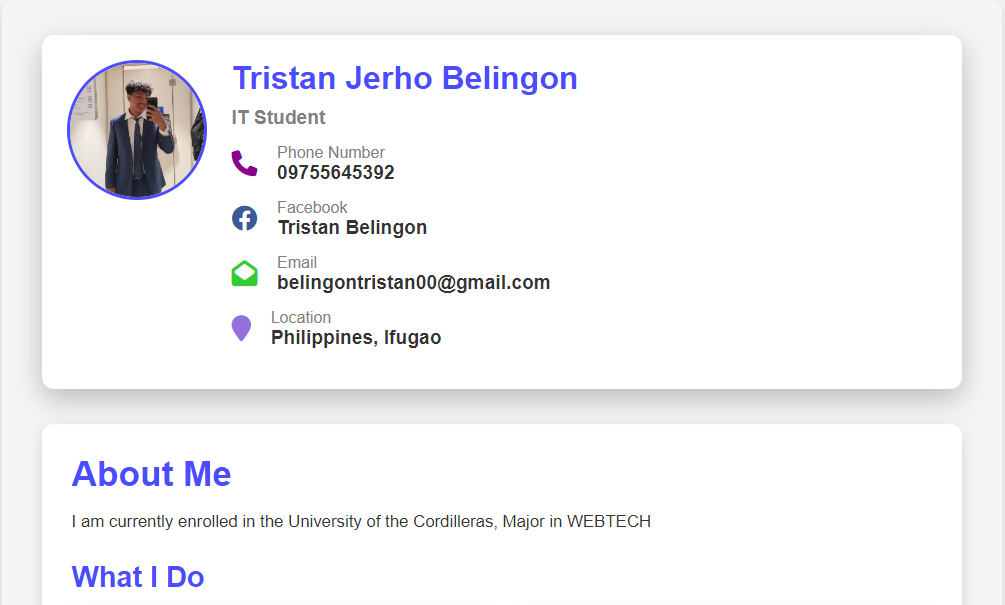 Tristan Jerho Belingon
IT Student
Phone Number
09755645392
Facebook
Tristan Belingon
Email
belingontristan00@gmail.com
Location
Philippines, Ifugao
About Me
I am currently enrolled in the University of the Cordilleras, Major in WEBTECH
What I Do